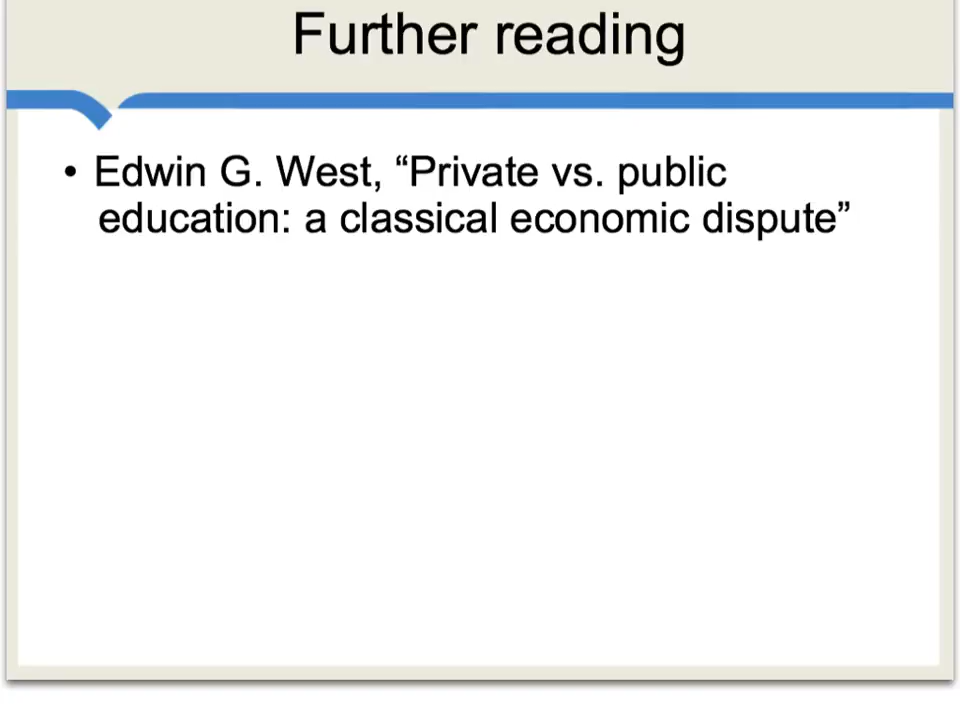 Further reading
• Edwin G. West, “Private vs. public
education: a classical economic dispute”